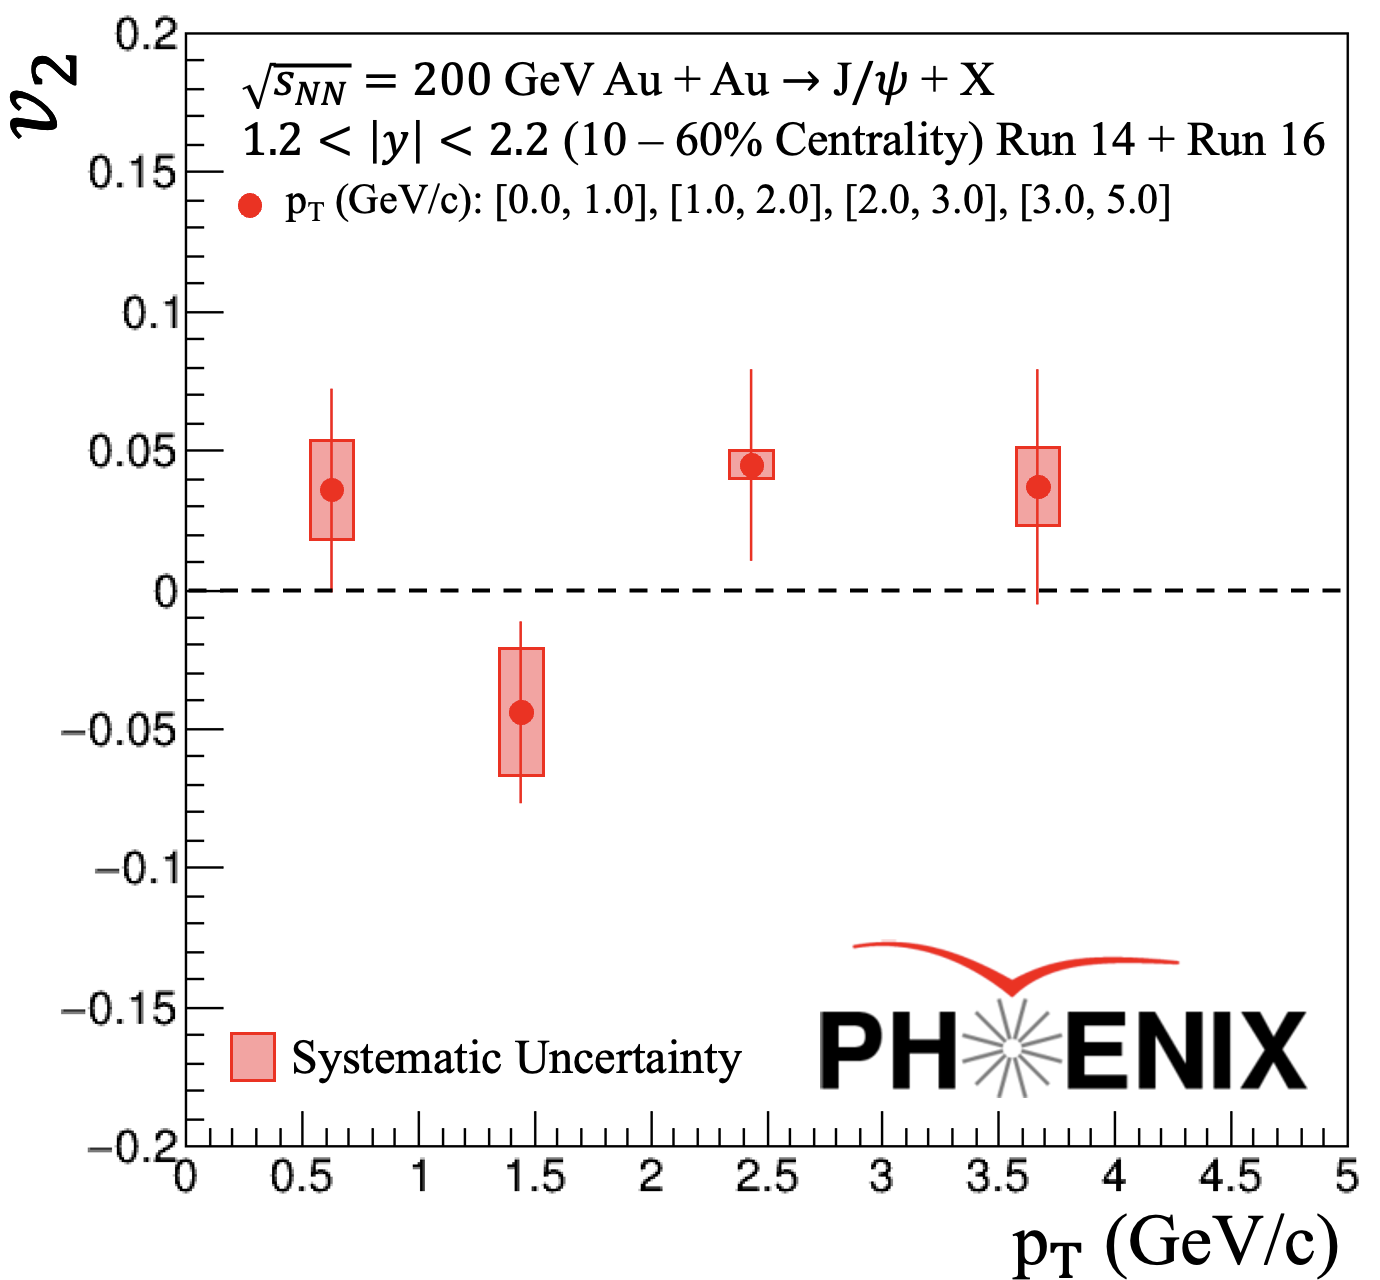 0.2
v₂
√sNN = 200 GeV Au + Au → J/ψ + X
1.2 < |y| < 2.2 (10 – 60% Centrality) Run 14 + Run 16
0.15
pT (GeV/c): [0.0, 1.0], [1.0, 2.0], [2.0, 3.0], [3.0, 5.0]
0.1
0.05
0
−0.05
−0.1
−0.15
PHENIX
Systematic Uncertainty
−0.2
0 0.5 1 1.5 2 2.5 3 3.5 4 4.5 5
pT (GeV/c)